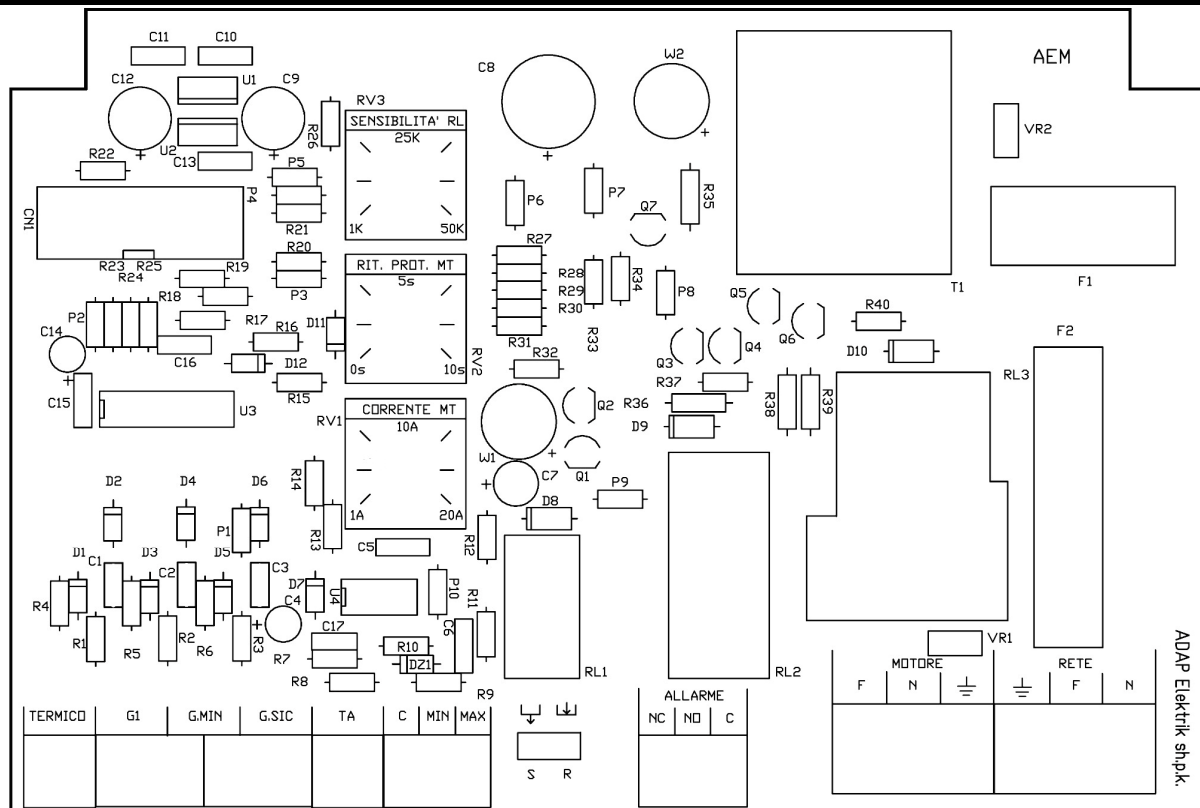 C11 C10
C12 U1 C9
C8 W2
AEM
RV3
SENSIBILITA' RL
25K
1K 50K
R26
VR2
U2
C13
R22
P5
P4
CN1
R21
P6
P7
R35
Q7
R20
P3
R27
R28
R29
R30
R31
R34
R33
P8
R23 R25
R24
R19
R18
RIT. PROT. MT
5s
0s 10s
RV2
Q5
T1
F1
R40
Q6
P2
C14
R17
R16
D11
C16
D12
R32
Q3
Q4
D10
F2
RL3
R37
R15
C15
U3
RV1
CORRENTE MT
10A
1A 20A
Q2
R36
D9
R38
R39
W1
C7
Q1
R14
R13
P9
D2 D4 D6
P1
D8
R12
C5
D1 C1 D3 C2 D5 C3
D7
U4
P10
R11
C4
R4
C6
C17
R1 R5 R2 R6 R3 R7
R10
DZ1
R8
R9
RL1
RL2
VR1
MOTORE RETE
F N F N
ALLARME
NC NO C
TERMICO G1 G.MIN G.SIC TA C MIN MAX
S R
ADAP Elektrik sh.p.k.